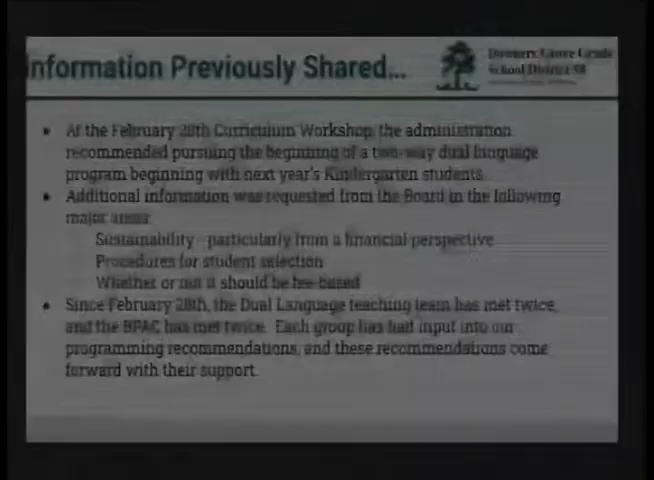 Information Previously Shared...
Downers Grove Grade
School District 58
• At the February 28th Curriculum Workshop, the administration
recommended pursuing the beginning of a two-way dual language
program beginning with next year's Kindergarten students.
• Additional information was requested from the Board in the following
major areas:
Sustainability - particularly from a financial perspective
Procedures for student selection
Whether or not it should be fee-based
• Since February 28th, the Dual Language teaching team has met twice,
and the BPAC has met twice. Each group has had input into our
programming recommendations, and these recommendations come
forward with their support.